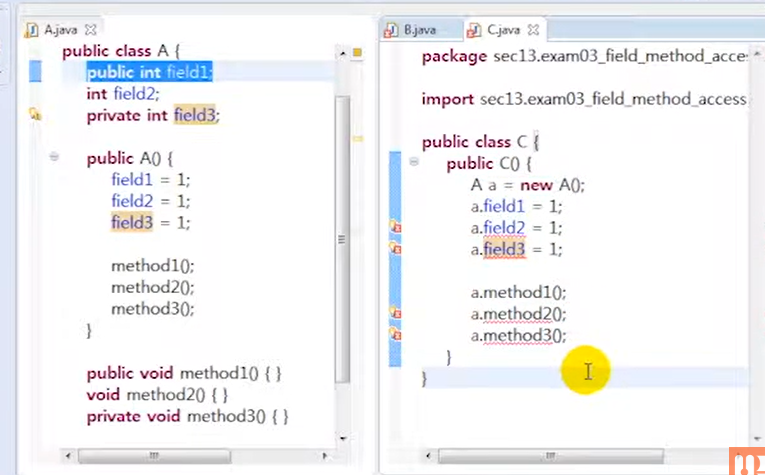 A.java
public class A {
public int field1;
int field2;
private int field3;
public A() {
field1 = 1;
field2 = 1;
field3 = 1;
method1();
method2();
method3();
}
public void method1() { }
void method2() { }
private void method3() { }
B.java
C.java
package sec13.exam03_field_method_acce
import sec13.exam03_field_method_access
public class C {
public C() {
A a = new A();
a.field1 = 1;
a.field2 = 1;
a.field3 = 1;
a.method1();
a.method2();
a.method3();
}
}